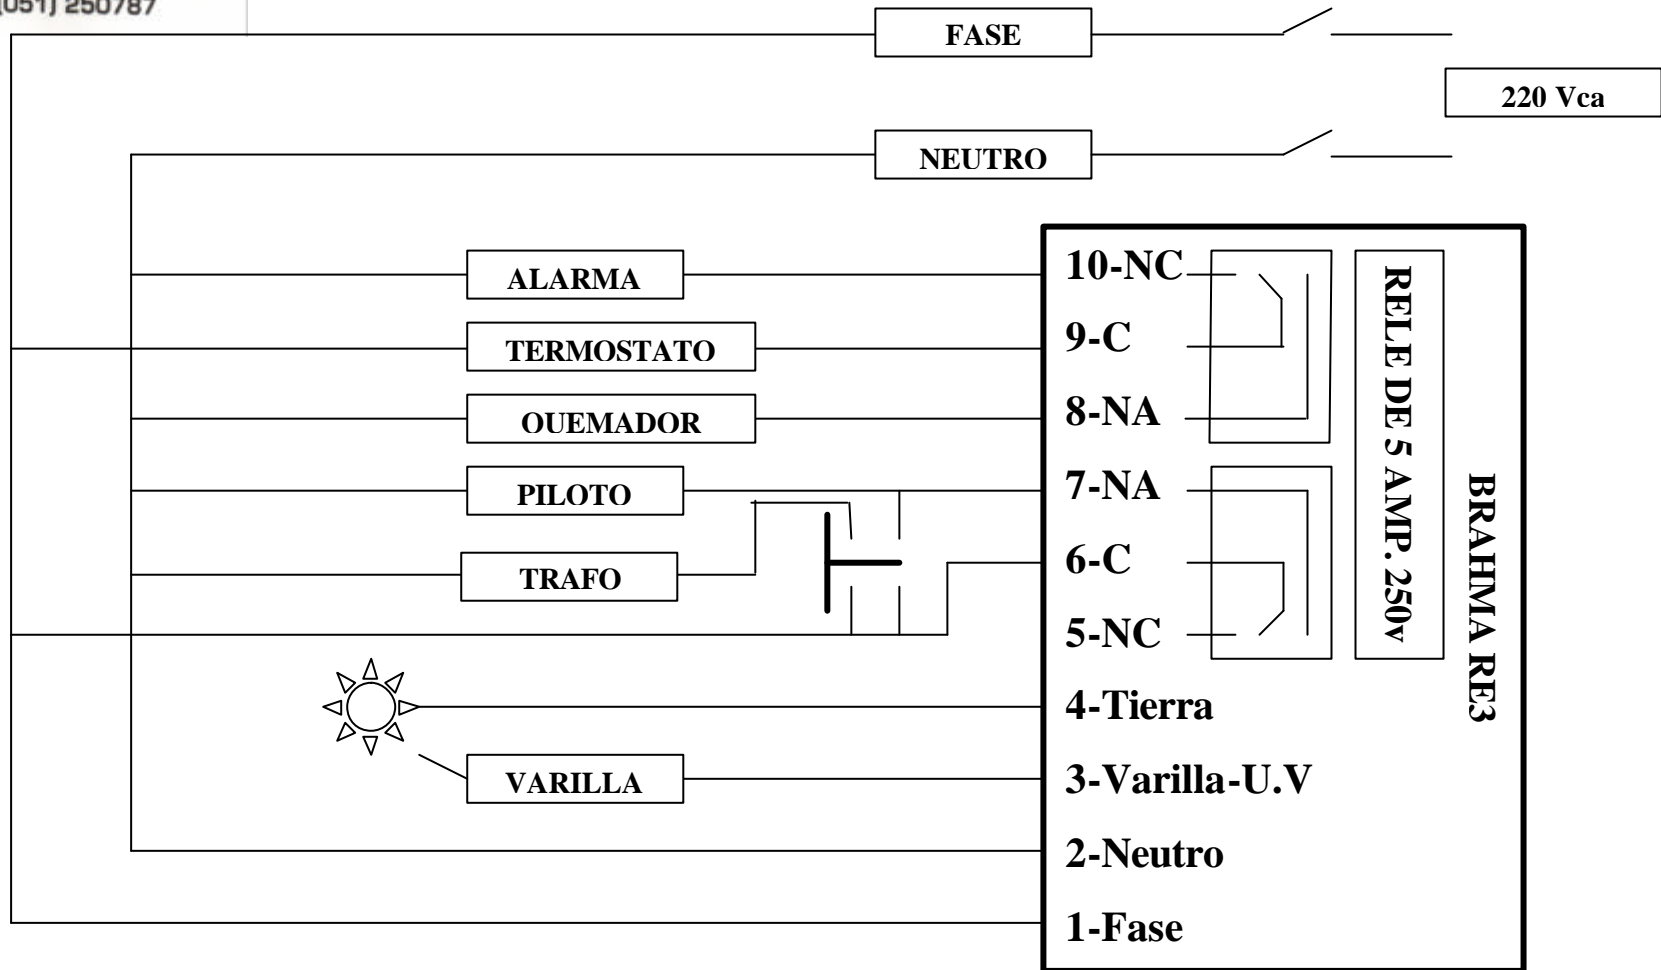 (051) 250787
FASE
220 Vca
NEUTRO
ALARMA
10-NC
TERMOSTATO
9-C
OUEMADOR
8-NA
PILOTO
7-NA
TRAFO
6-C
5-NC
4-Tierra
VARILLA
3-Varilla-U.V
2-Neutro
1-Fase
RELE DE 5 AMP. 250v
BRAHMA RE3